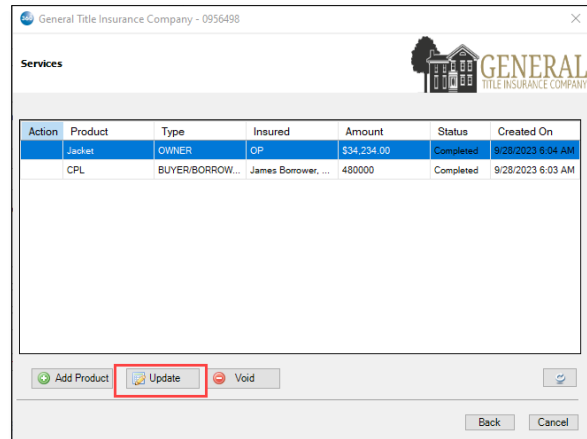 360 General Title Insurance Company - 0956498
Services
GENERAL
TITLE INSURANCE COMPANY
Action Product Type Insured Amount Status Created On
Jacket OWNER OP $34,234.00 Completed 9/28/2023 6:04 AM
CPL BUYER/BORROW... James Borrower, ... 480000 Completed 9/28/2023 6:03 AM
Add Product Update Void
Back Cancel